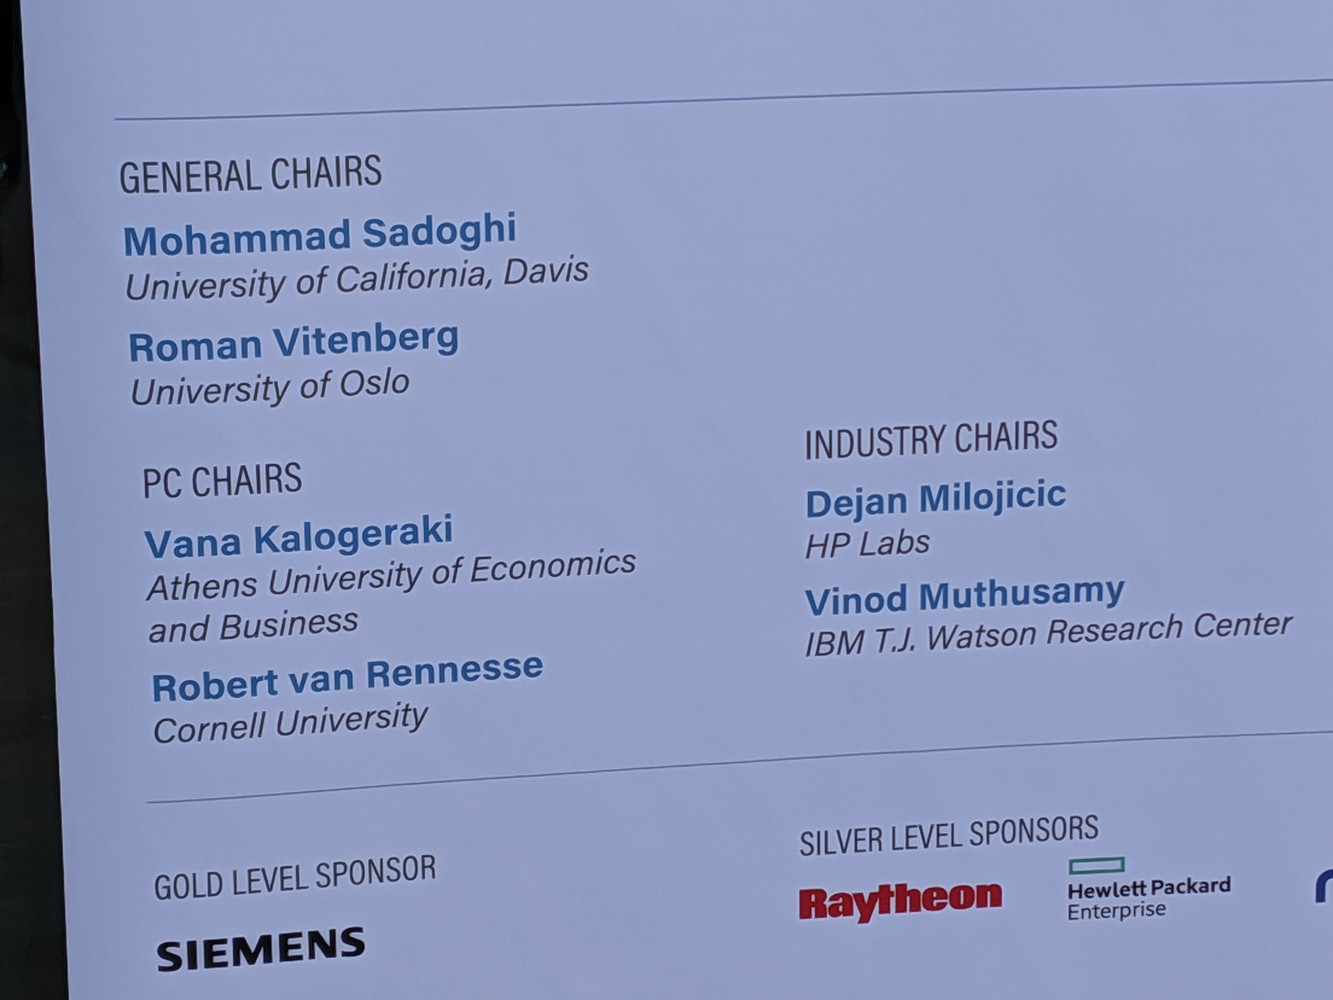 GENERAL CHAIRS
Mohammad Sadoghi
University of California, Davis
Roman Vitenberg
University of Oslo
PC CHAIRS
Vana Kalogeraki
Athens University of Economics
and Business
Robert van Rennesse
Cornell University
INDUSTRY CHAIRS
Dejan Milojicic
HP Labs
Vinod Muthusamy
IBM T.J. Watson Research Center
GOLD LEVEL SPONSOR
SIEMENS
SILVER LEVEL SPONSORS
Raytheon
Hewlett Packard
Enterprise